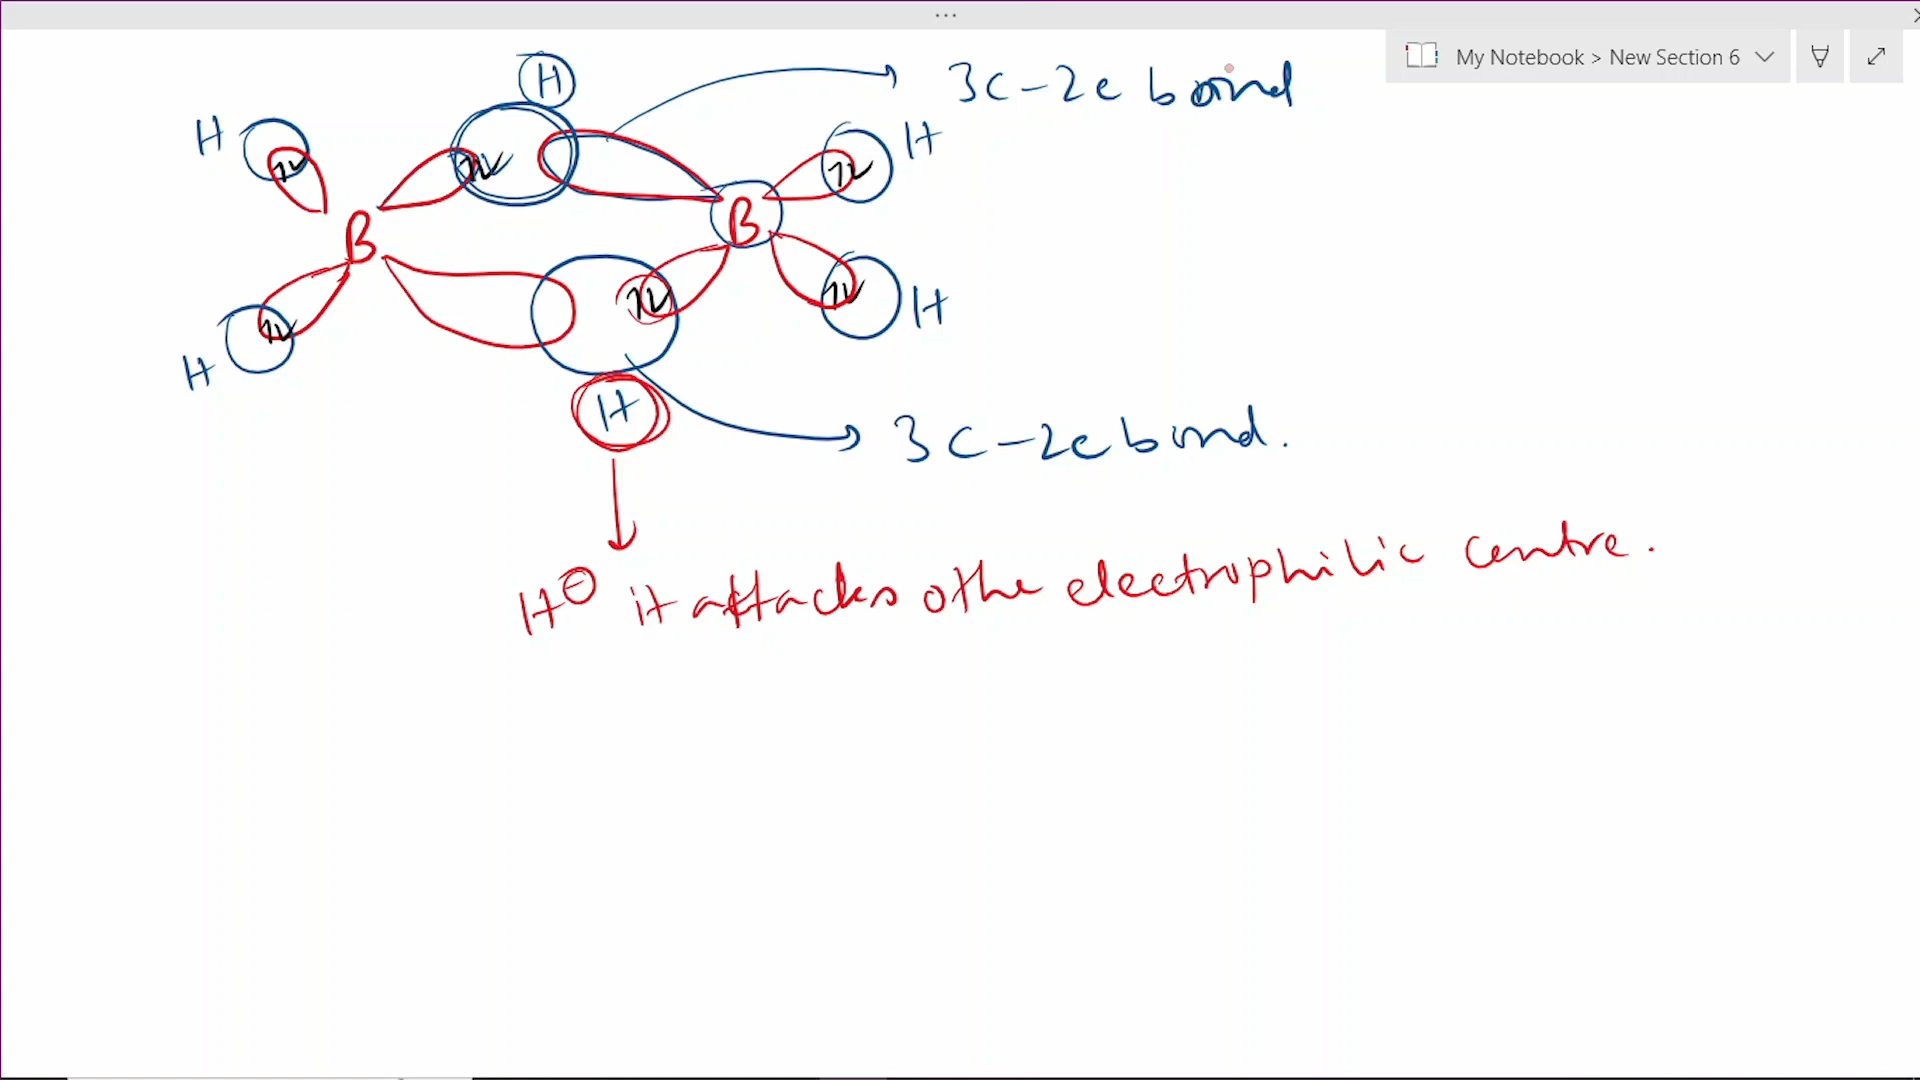 My Notebook > New Section 6
H
3c-2e bond
H
H
B
B
H
H
H
3c-2e bond.
H⊖ it attacks the electrophilic centre.